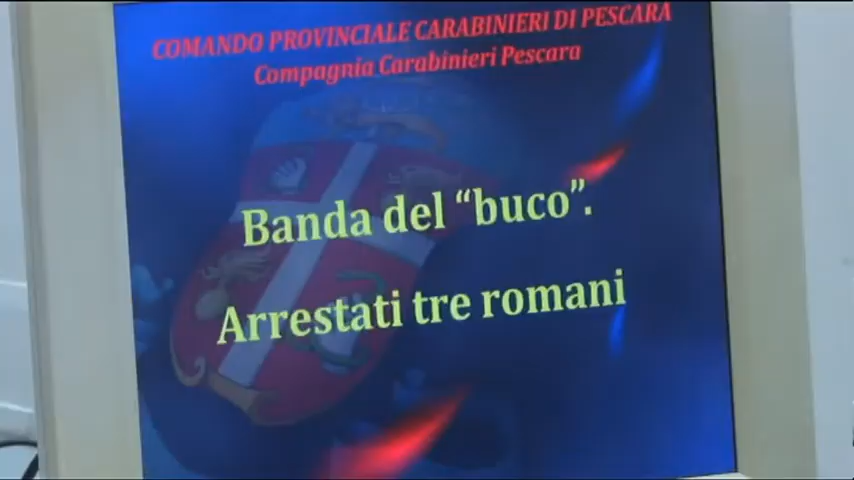 COMANDO PROVINCIALE CARABINIERI DI PESCARA
Compagnia Carabinieri Pescara
Banda del “buco”.
Arrestati tre romani